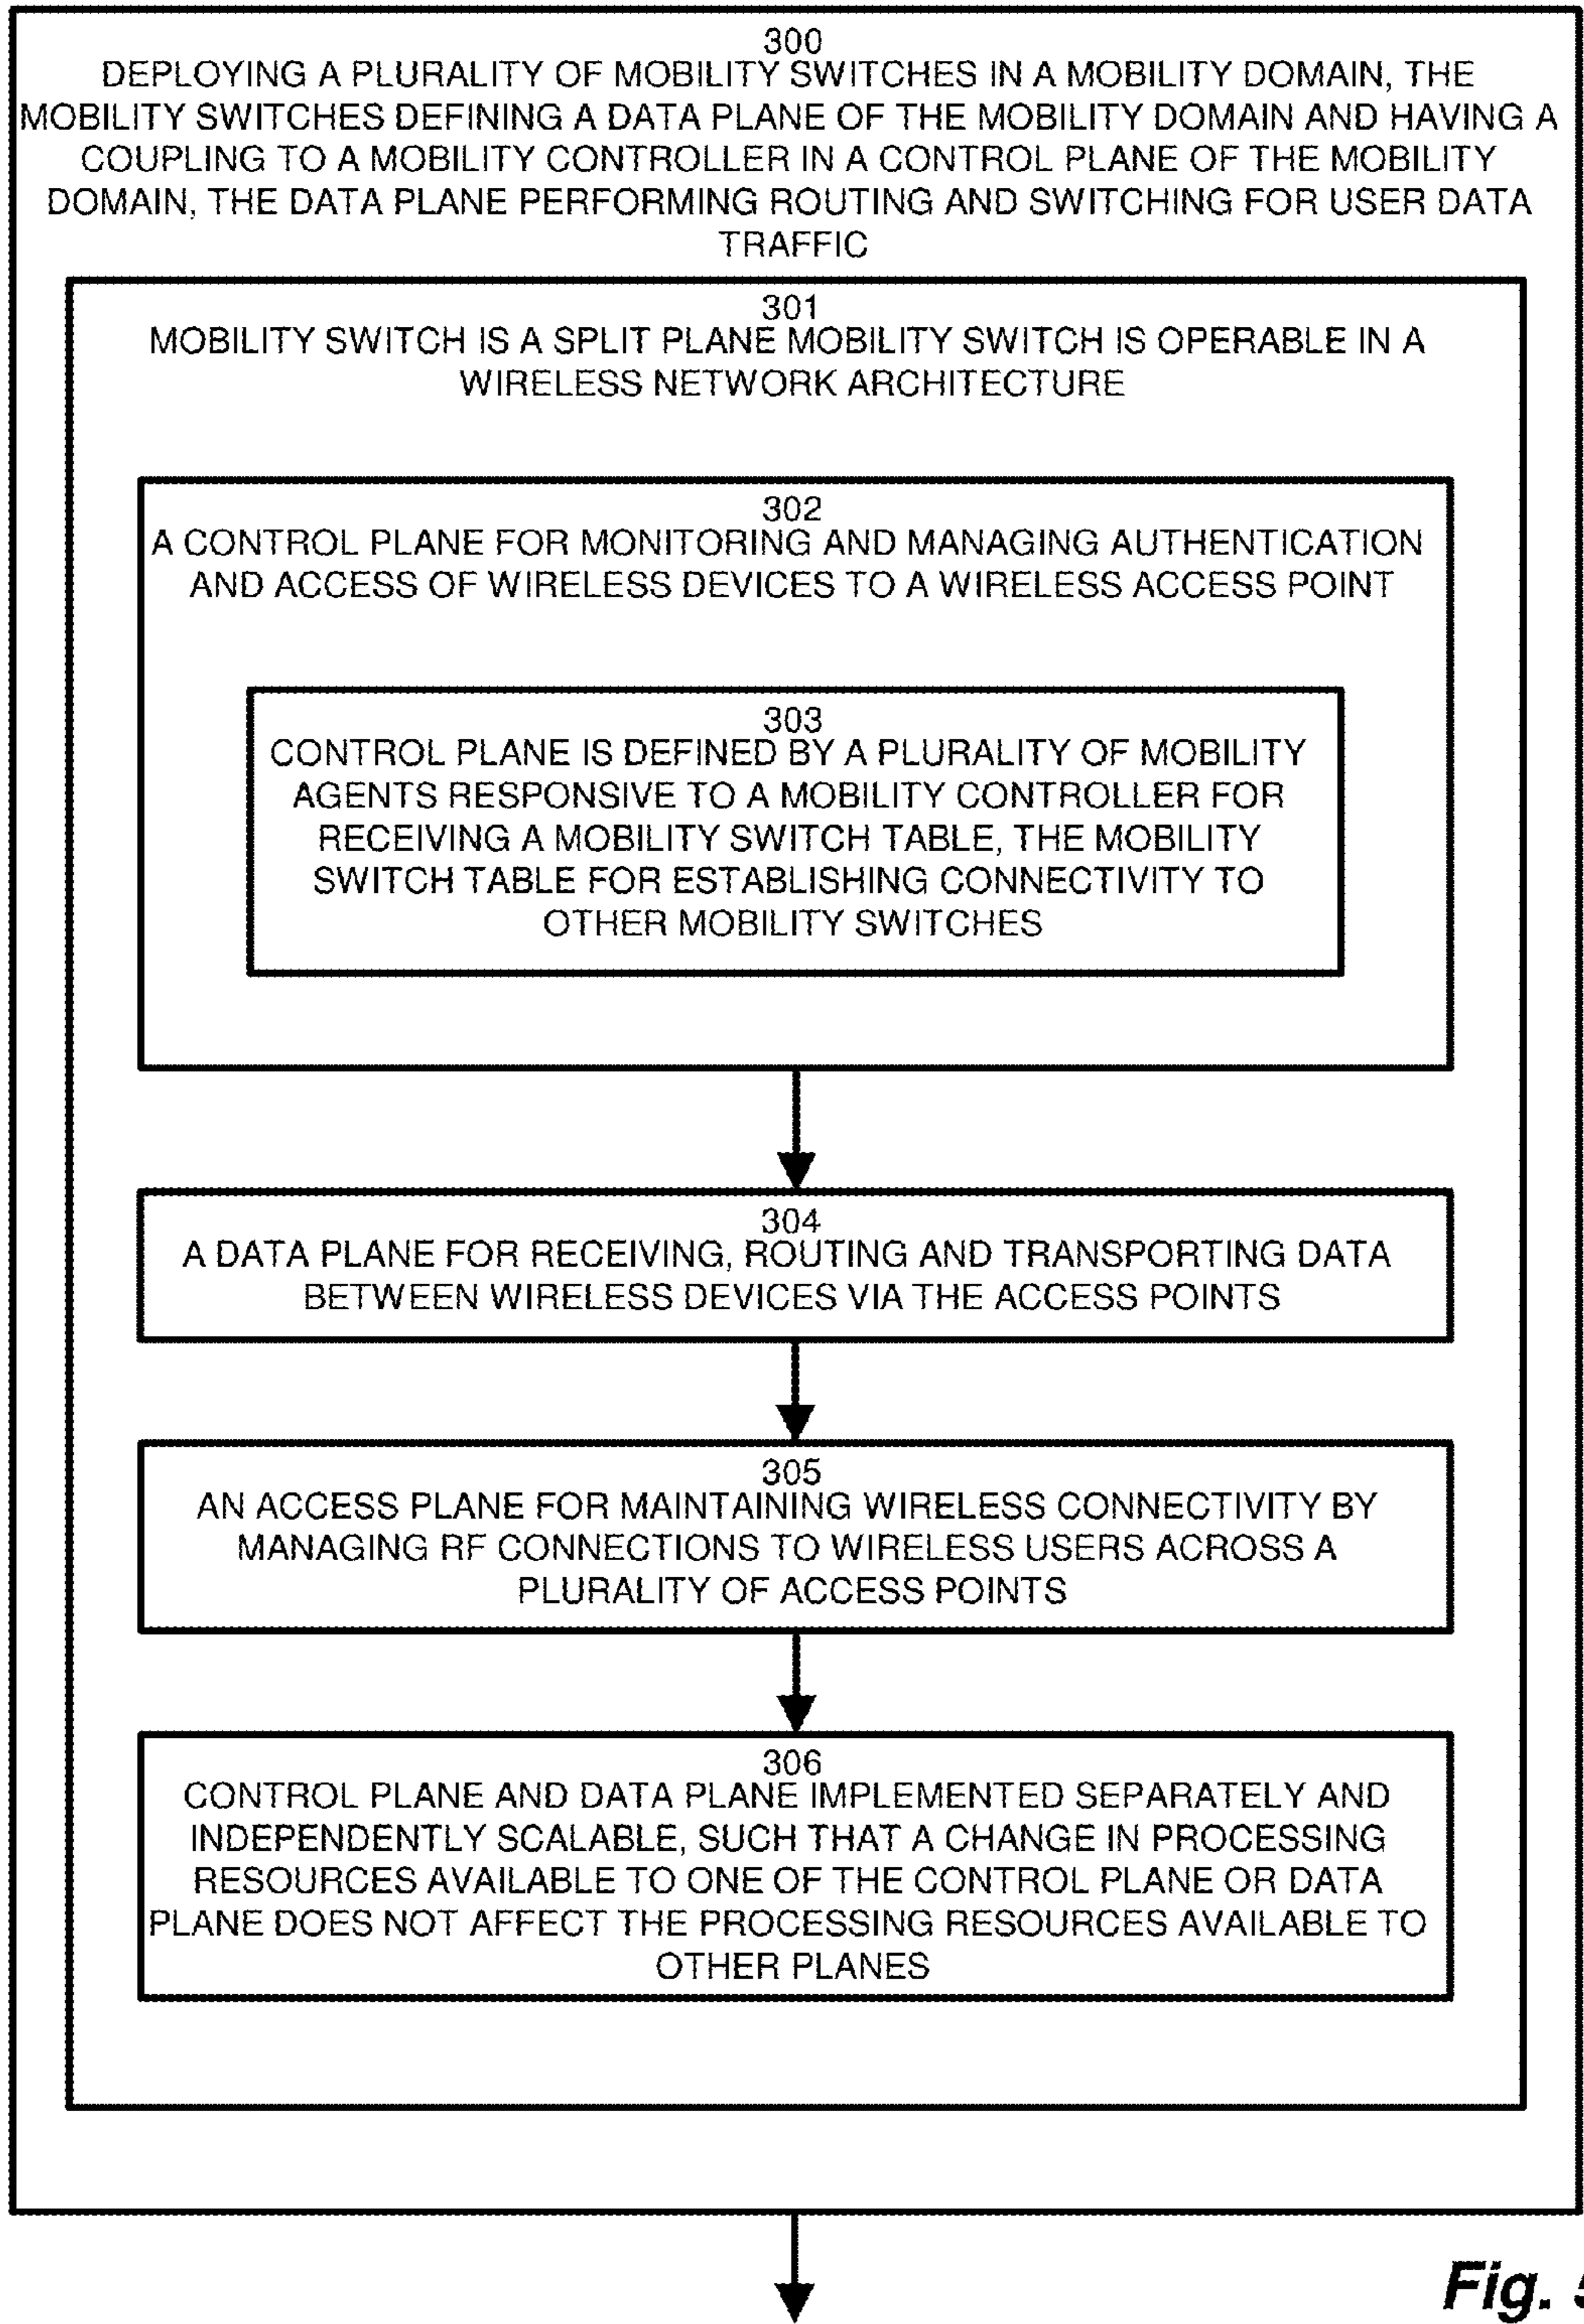 300
DEPLOYING A PLURALITY OF MOBILITY SWITCHES IN A MOBILITY DOMAIN, THE
MOBILITY SWITCHES DEFINING A DATA PLANE OF THE MOBILITY DOMAIN AND HAVING A
COUPLING TO A MOBILITY CONTROLLER IN A CONTROL PLANE OF THE MOBILITY
DOMAIN, THE DATA PLANE PERFORMING ROUTING AND SWITCHING FOR USER DATA
TRAFFIC
301
MOBILITY SWITCH IS A SPLIT PLANE MOBILITY SWITCH IS OPERABLE IN A
WIRELESS NETWORK ARCHITECTURE
302
A CONTROL PLANE FOR MONITORING AND MANAGING AUTHENTICATION
AND ACCESS OF WIRELESS DEVICES TO A WIRELESS ACCESS POINT
303
CONTROL PLANE IS DEFINED BY A PLURALITY OF MOBILITY
AGENTS RESPONSIVE TO A MOBILITY CONTROLLER FOR
RECEIVING A MOBILITY SWITCH TABLE, THE MOBILITY
SWITCH TABLE FOR ESTABLISHING CONNECTIVITY TO
OTHER MOBILITY SWITCHES
304
A DATA PLANE FOR RECEIVING, ROUTING AND TRANSPORTING DATA
BETWEEN WIRELESS DEVICES VIA THE ACCESS POINTS
305
AN ACCESS PLANE FOR MAINTAINING WIRELESS CONNECTIVITY BY
MANAGING RF CONNECTIONS TO WIRELESS USERS ACROSS A
PLURALITY OF ACCESS POINTS
306
CONTROL PLANE AND DATA PLANE IMPLEMENTED SEPARATELY AND
INDEPENDENTLY SCALABLE, SUCH THAT A CHANGE IN PROCESSING
RESOURCES AVAILABLE TO ONE OF THE CONTROL PLANE OR DATA
PLANE DOES NOT AFFECT THE PROCESSING RESOURCES AVAILABLE TO
OTHER PLANES
Fig. 5